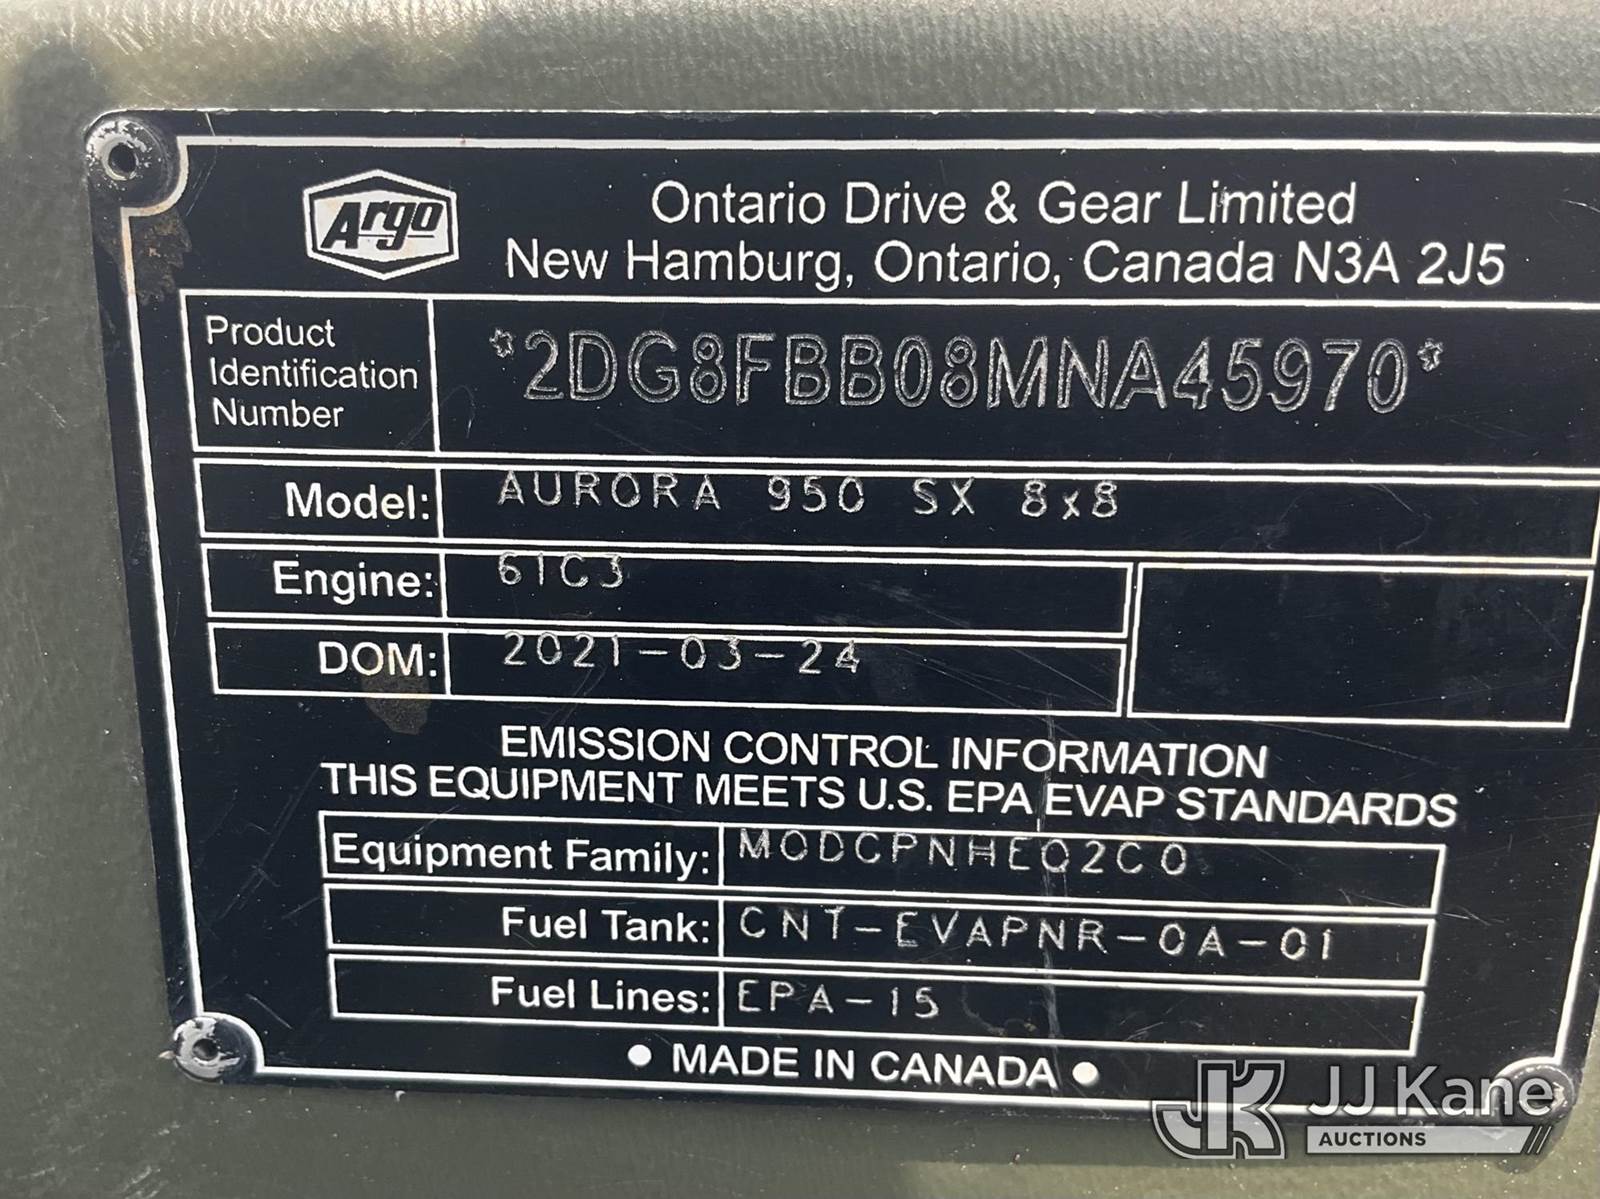 Argo
Ontario Drive & Gear Limited
New Hamburg, Ontario, Canada N3A 2J5
Product Identification Number
*2DG8FBB08MNA45970*
Model: AURORA 950 SX 8x8
Engine: 61C3
DOM: 2021-03-24
EMISSION CONTROL INFORMATION
THIS EQUIPMENT MEETS U.S. EPA EVAP STANDARDS
Equipment Family: MODCPNHEQ2C0
Fuel Tank: CNT-EVAPNR-0A-01
Fuel Lines: EPA-15
• MADE IN CANADA •
JK JJ Kane
AUCTIONS